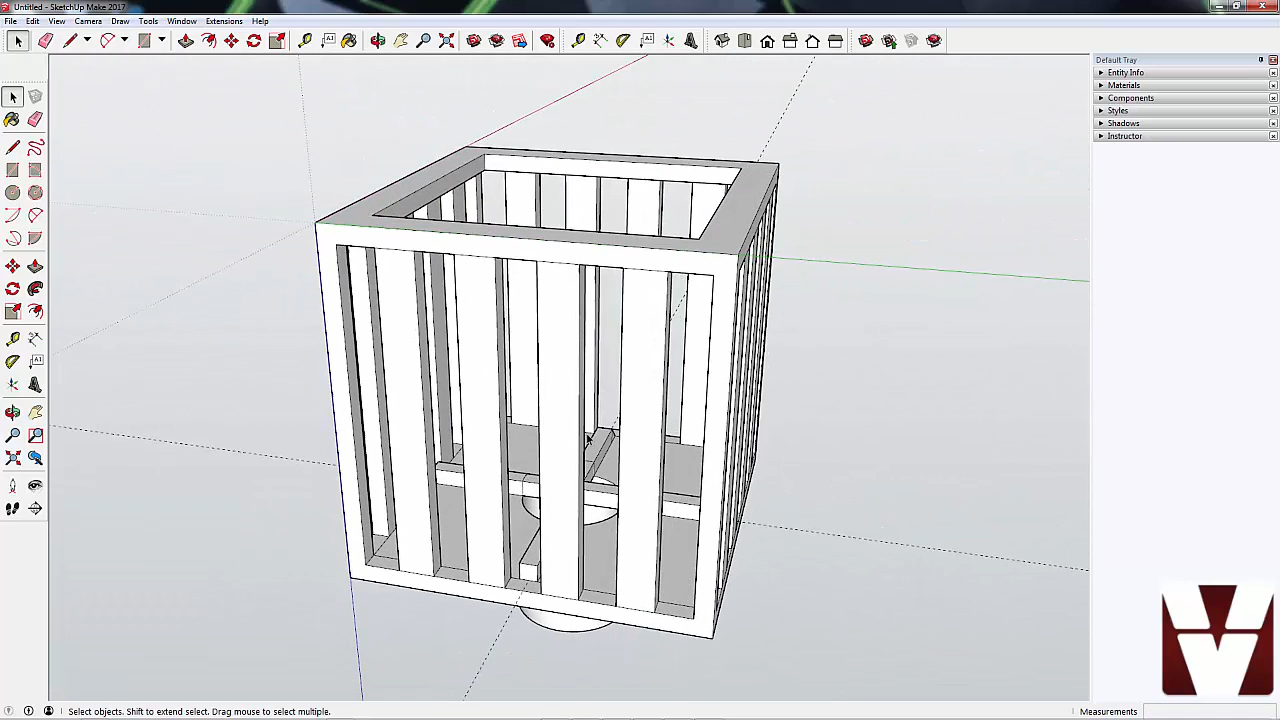 Untitled - SketchUp Make 2017
File Edit View Camera Draw Tools Window Extensions Help
Default Tray
Entity Info
Materials
Components
Styles
Shadows
Instructor
Select objects. Shift to extend select. Drag mouse to select multiple.
Measurements